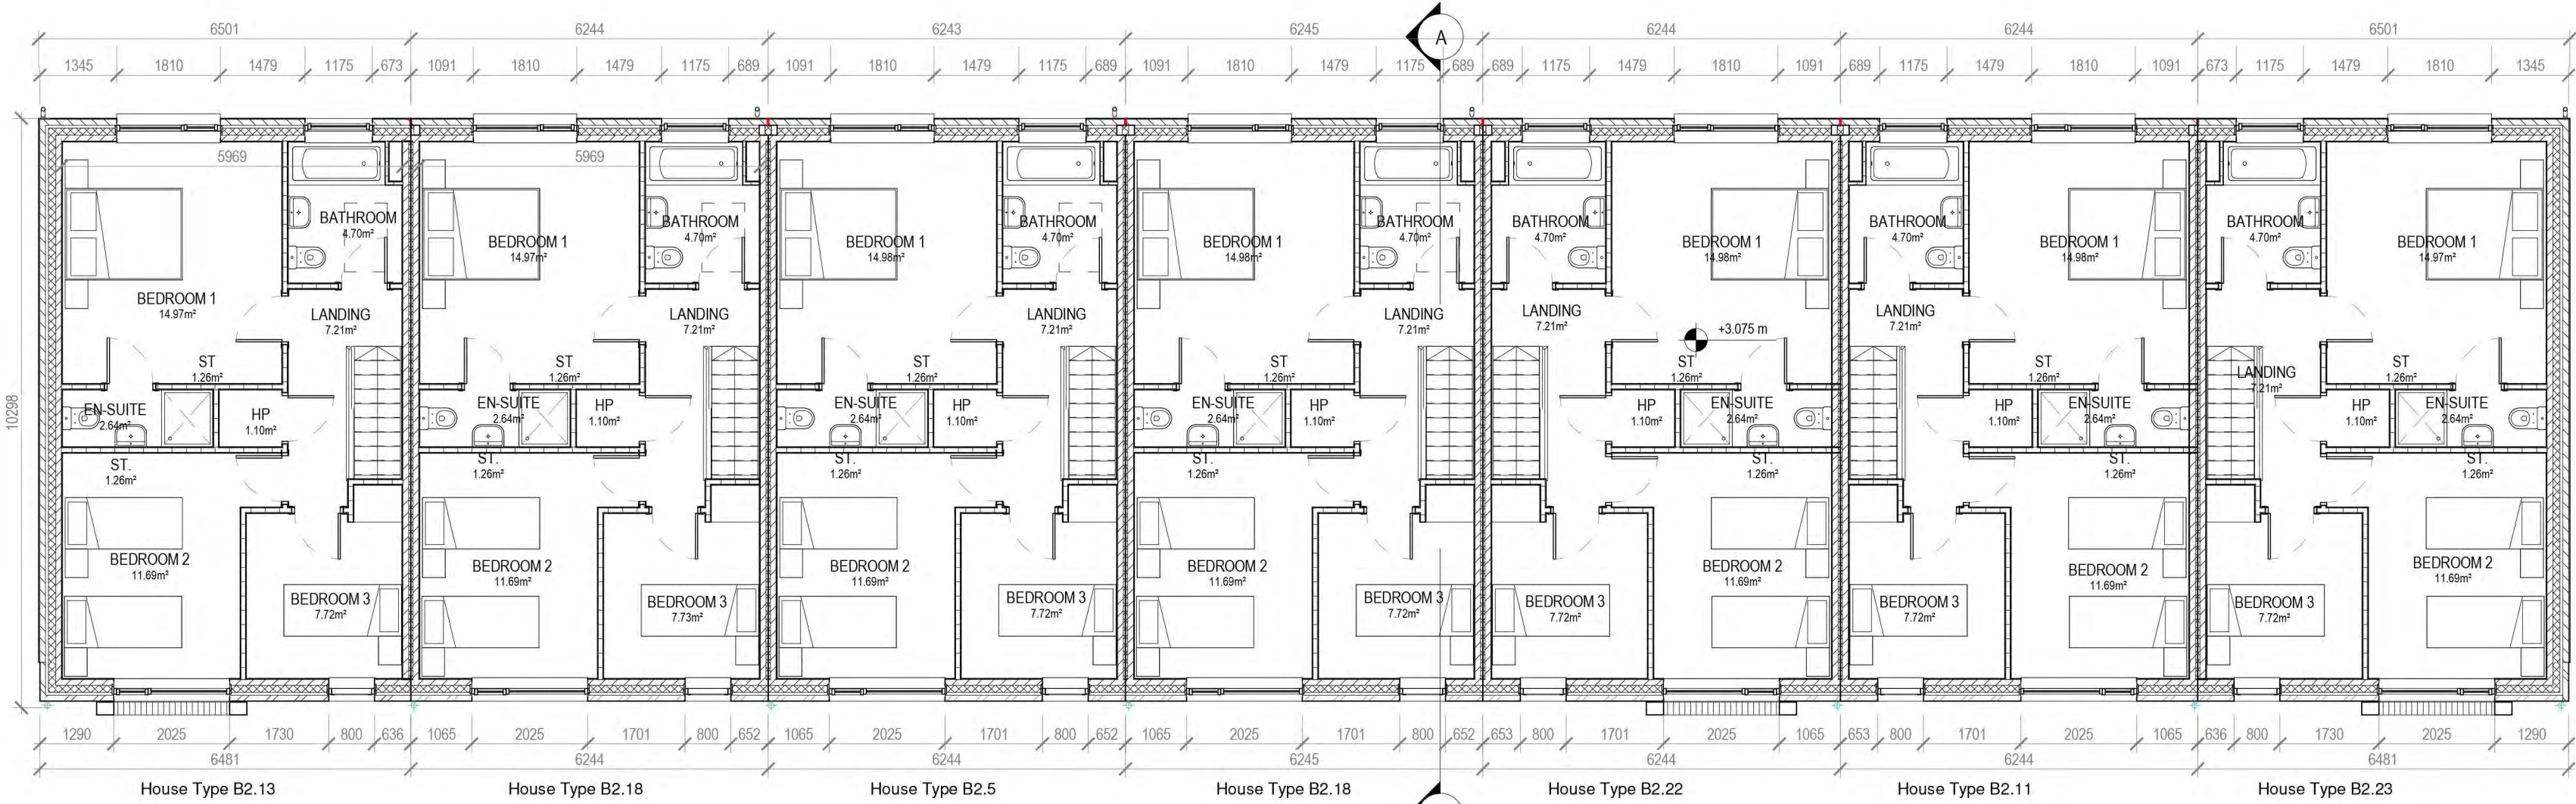 6501 6244 6243 6245 A 6244 6244 6501
1345 1810 1479 1175 673 1091 1810 1479 1175 689 1091 1810 1479 1175 689 1091 1810 1479 1175 689 689 1175 1479 1810 1091 689 1175 1479 1810 1091 673 1175 1479 1810 1345
5969 5969
BATHROOM BATHROOM BATHROOM BATHROOM BATHROOM BATHROOM BATHROOM
4.70m² 4.70m² 4.70m² 4.70m² 4.70m² 4.70m² 4.70m²
BEDROOM 1 BEDROOM 1 BEDROOM 1 BEDROOM 1 BEDROOM 1 BEDROOM 1
14.97m² 14.98m² 14.98m² 14.98m² 14.98m² 14.97m²
BEDROOM 1
14.97m²
LANDING LANDING LANDING LANDING LANDING LANDING
7.21m² 7.21m² 7.21m² 7.21m² 7.21m² 7.21m²
+3.075 m
ST ST ST ST ST ST ST
1.26m² 1.26m² 1.26m² 1.26m² 1.26m² 1.26m² 1.26m²
LANDING
7.21m²
10298
EN-SUITE HP EN-SUITE HP EN-SUITE HP EN-SUITE HP HP EN-SUITE HP EN-SUITE HP EN-SUITE
2.64m² 1.10m² 2.64m² 1.10m² 2.64m² 1.10m² 2.64m² 1.10m² 1.10m² 2.64m² 1.10m² 2.64m² 1.10m² 2.64m²
ST. ST. ST. ST. ST. ST. ST.
1.26m² 1.26m² 1.26m² 1.26m² 1.26m² 1.26m² 1.26m²
BEDROOM 2 BEDROOM 2 BEDROOM 2 BEDROOM 2 BEDROOM 2 BEDROOM 2 BEDROOM 2
11.69m² 11.69m² 11.69m² 11.69m² 11.69m² 11.69m² 11.69m²
BEDROOM 3 BEDROOM 3 BEDROOM 3 BEDROOM 3 BEDROOM 3 BEDROOM 3 BEDROOM 3
7.72m² 7.73m² 7.72m² 7.72m² 7.72m² 7.72m² 7.72m²
1290 2025 1730 800 636 1065 2025 1701 800 652 1065 2025 1701 800 652 1065 2025 1701 800 652 653 800 1701 2025 1065 653 800 1701 2025 1065 636 800 1730 2025 1290
6481 6244 6244 6245 6244 6244 6481
House Type B2.13 House Type B2.18 House Type B2.5 House Type B2.18 House Type B2.22 House Type B2.11 House Type B2.23